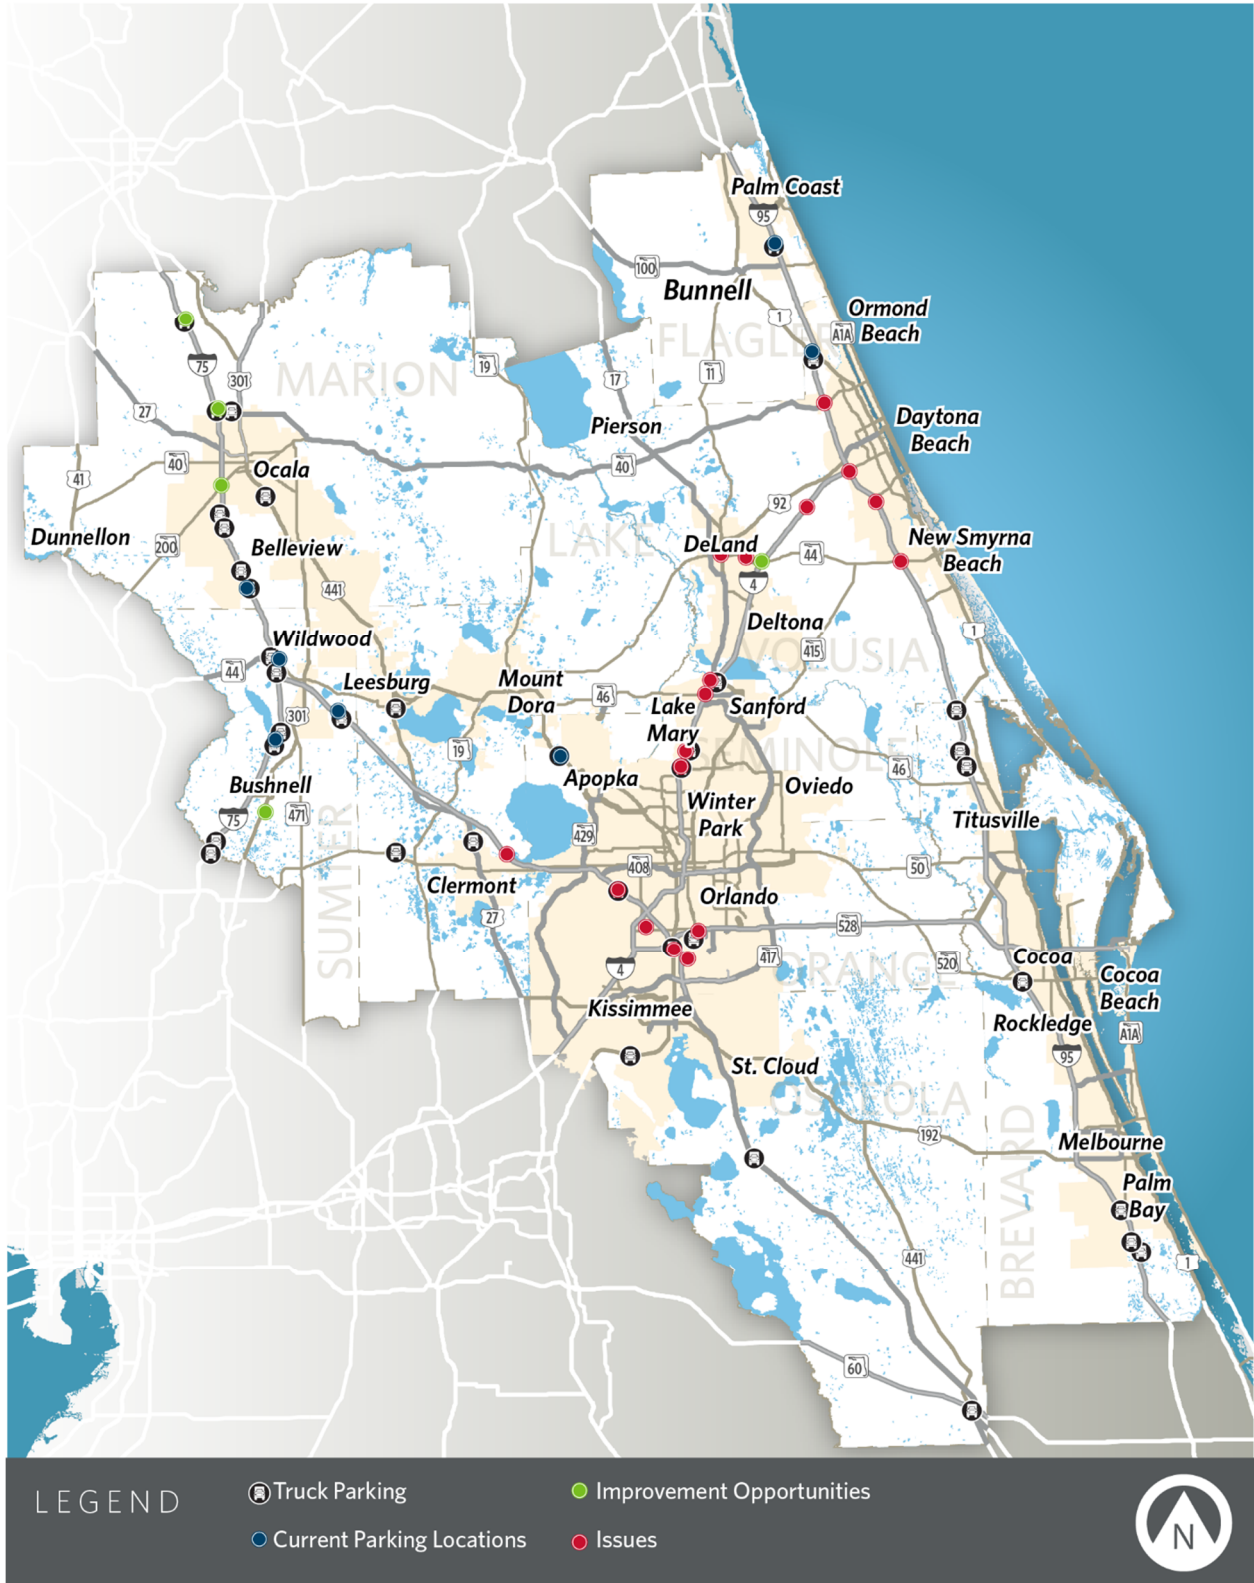 Palm Coast
95
100
Bunnell
1
Ormond
Beach
A1A
FLAGLER
75
301
MARION
19
17
11
27
Pierson
Daytona
Beach
40
Ocala
40
41
92
Dunnellon
200
Belleview
LAKE
DeLand
44
New Smyrna
Beach
4
441
Deltona
1
Wildwood
415
VOLUSIA
44
Leesburg
Mount
Dora
46
Lake
Mary
Sanford
301
19
SEMINOLE
46
Bushnell
Apopka
Oviedo
75
471
Winter
Park
Titusville
429
SUMTER
408
50
Clermont
Orlando
27
528
4
417
ORANGE
520
Cocoa
Cocoa
Beach
Kissimmee
Rockledge
A1A
95
St. Cloud
OSCEOLA
192
BREVARD
Melbourne
Palm
Bay
441
1
60
LEGEND
Truck Parking
Improvement Opportunities
Current Parking Locations
Issues
N